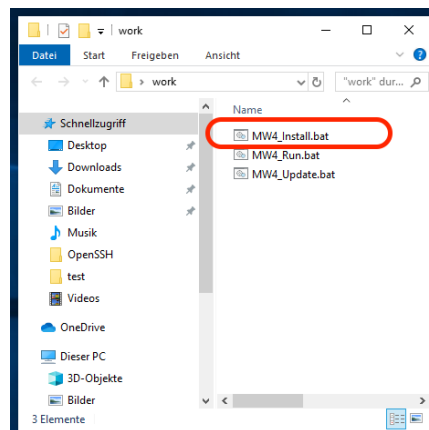 work
Datei Start Freigeben Ansicht
work "work" dur...
Name
Schnellzugriff
MW4_Install.bat
Desktop
MW4_Run.bat
Downloads
MW4_Update.bat
Dokumente
Bilder
Musik
OpenSSH
test
Videos
OneDrive
Dieser PC
3D-Objekte
Bilder
3 Elemente